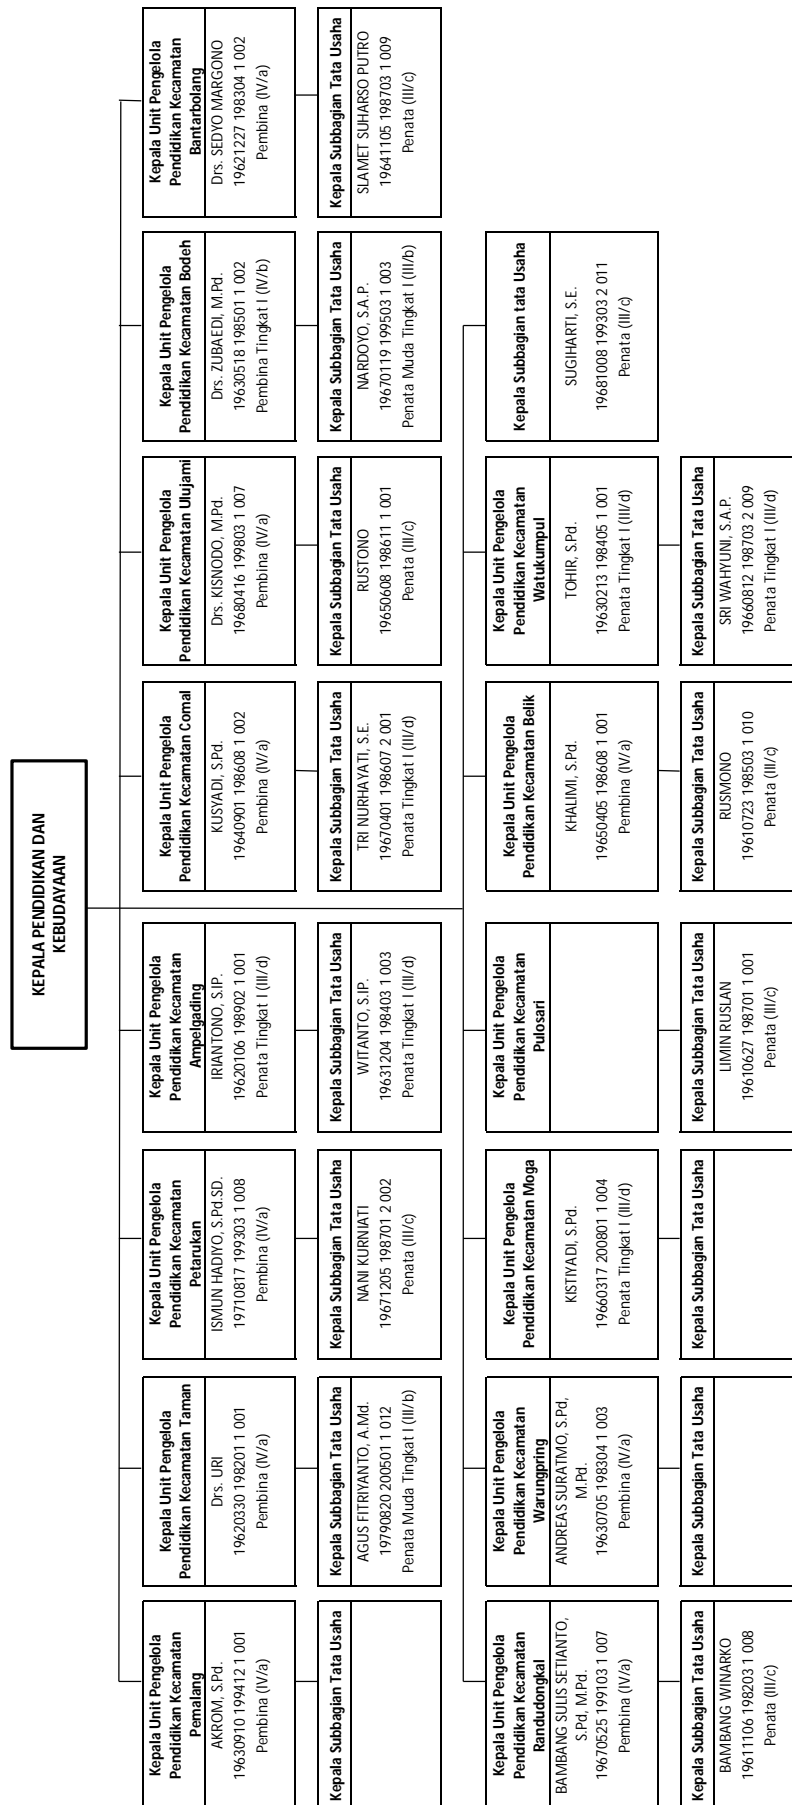 KEPALA PENDIDIKAN DAN
KEBUDAYAAN
Kepala Unit Pengelola
Pendidikan Kecamatan
Pemalang
AKROM, S.Pd.
19630910 199412 1 001
Pembina (IV/a)
Kepala Unit Pengelola
Pendidikan Kecamatan Taman
Drs. URI
19620330 198201 1 001
Pembina (IV/a)
Kepala Unit Pengelola
Pendidikan Kecamatan
Petarukan
ISMUN HADIYO, S.Pd.SD.
19710817 199303 1 008
Pembina (IV/a)
Kepala Unit Pengelola
Pendidikan Kecamatan
Ampelgading
IRIANTONO, S.IP.
19620106 198902 1 001
Penata Tingkat I (III/d)
Kepala Unit Pengelola
Pendidikan Kecamatan Comal
KUSYADI, S.Pd.
19640901 198608 1 002
Pembina (IV/a)
Kepala Unit Pengelola
Pendidikan Kecamatan Ulujami
Drs. KISNODO, M.Pd.
19680416 199803 1 007
Pembina (IV/a)
Kepala Unit Pengelola
Pendidikan Kecamatan Bodeh
Drs. ZUBAEDI, M.Pd.
19630518 198501 1 002
Pembina Tingkat I (IV/b)
Kepala Unit Pengelola
Pendidikan Kecamatan
Bantarbolang
Drs. SEDYO MARGONO
19621227 198304 1 002
Pembina (IV/a)
Kepala Subbagian Tata Usaha
Kepala Subbagian Tata Usaha
AGUS FITRIYANTO, A.Md.
19790820 200501 1 012
Penata Muda Tingkat I (III/b)
Kepala Subbagian Tata Usaha
NANI KURNIATI
19671205 198701 2 002
Penata (III/c)
Kepala Subbagian Tata Usaha
WITANTO, S.IP.
19631204 198403 1 003
Penata Tingkat I (III/d)
Kepala Subbagian Tata Usaha
TRI NURHAYATI, S.E.
19670401 198607 2 001
Penata Tingkat I (III/d)
Kepala Subbagian Tata Usaha
RUSTONO
19650608 198611 1 001
Penata (III/c)
Kepala Subbagian Tata Usaha
NARDOYO, S.A.P.
19670119 199503 1 003
Penata Muda Tingkat I (III/b)
Kepala Subbagian Tata Usaha
SLAMET SUHARSO PUTRO
19641105 198703 1 009
Penata (III/c)
Kepala Unit Pengelola
Pendidikan Kecamatan
Randudongkal
BAMBANG SULIS SETIANTO,
S.Pd, M.Pd.
19670525 199103 1 007
Pembina (IV/a)
Kepala Unit Pengelola
Pendidikan Kecamatan
Warungpring
ANDREAS SURATMO, S.Pd,
M.Pd.
19630705 198304 1 003
Pembina (IV/a)
Kepala Unit Pengelola
Pendidikan Kecamatan Moga
KISTIYADI, S.Pd.
19660317 200801 1 004
Penata Tingkat I (III/d)
Kepala Unit Pengelola
Pendidikan Kecamatan
Pulosari
Kepala Unit Pengelola
Pendidikan Kecamatan Belik
KHALIMI, S.Pd.
19650405 198608 1 001
Pembina (IV/a)
Kepala Unit Pengelola
Pendidikan Kecamatan
Watukumpul
TOHIR, S.Pd.
19630213 198405 1 001
Penata Tingkat I (III/d)
Kepala Subbagian tata Usaha
SUGIHARTI, S.E.
19681008 199303 2 011
Penata (III/c)
Kepala Subbagian Tata Usaha
BAMBANG WINARKO
19611106 198203 1 008
Penata (III/c)
Kepala Subbagian Tata Usaha
Kepala Subbagian Tata Usaha
Kepala Subbagian Tata Usaha
LIMIN RUSLAN
19610627 198701 1 001
Penata (III/c)
Kepala Subbagian Tata Usaha
RUSMONO
19610723 198503 1 010
Penata (III/c)
Kepala Subbagian Tata Usaha
SRI WAHYUNI, S.A.P.
19660812 198703 2 009
Penata Tingkat I (III/d)